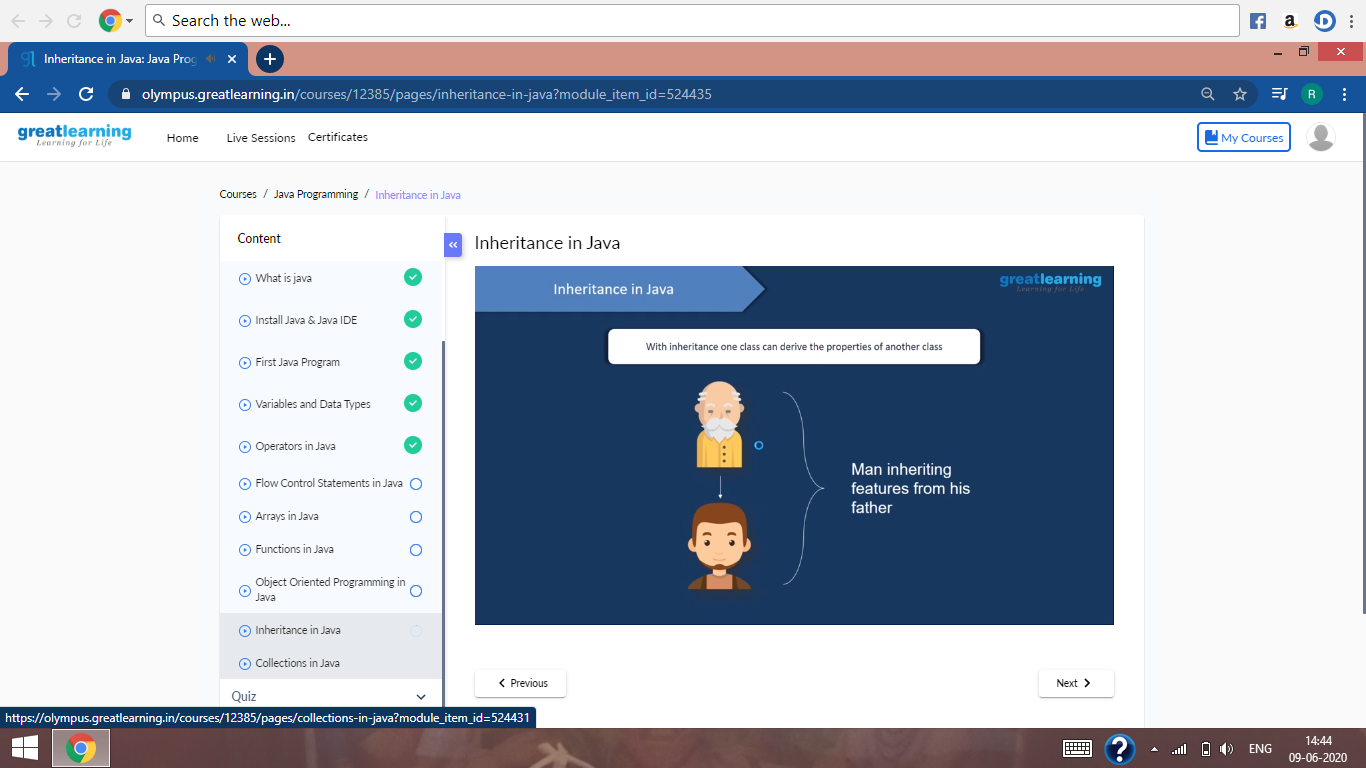 Search the web...
Inheritance in Java: Java Prog
olympus.greatlearning.in/courses/12385/pages/inheritance-in-java?module_item_id=524435
R
greatlearning
Learning for Life
Home
Live Sessions
Certificates
My Courses
Courses / Java Programming / Inheritance in Java
Content
What is java
Install Java & Java IDE
First Java Program
Variables and Data Types
Operators in Java
Flow Control Statements in Java
Arrays in Java
Functions in Java
Object Oriented Programming in
Java
Inheritance in Java
Collections in Java
Quiz
Inheritance in Java
Inheritance in Java
greatlearning
Learning for Life
With inheritance one class can derive the properties of another class
Man inheriting
features from his
father
Previous
Next
https://olympus.greatlearning.in/courses/12385/pages/collections-in-java?module_item_id=524431
ENG
14:44
09-06-2020